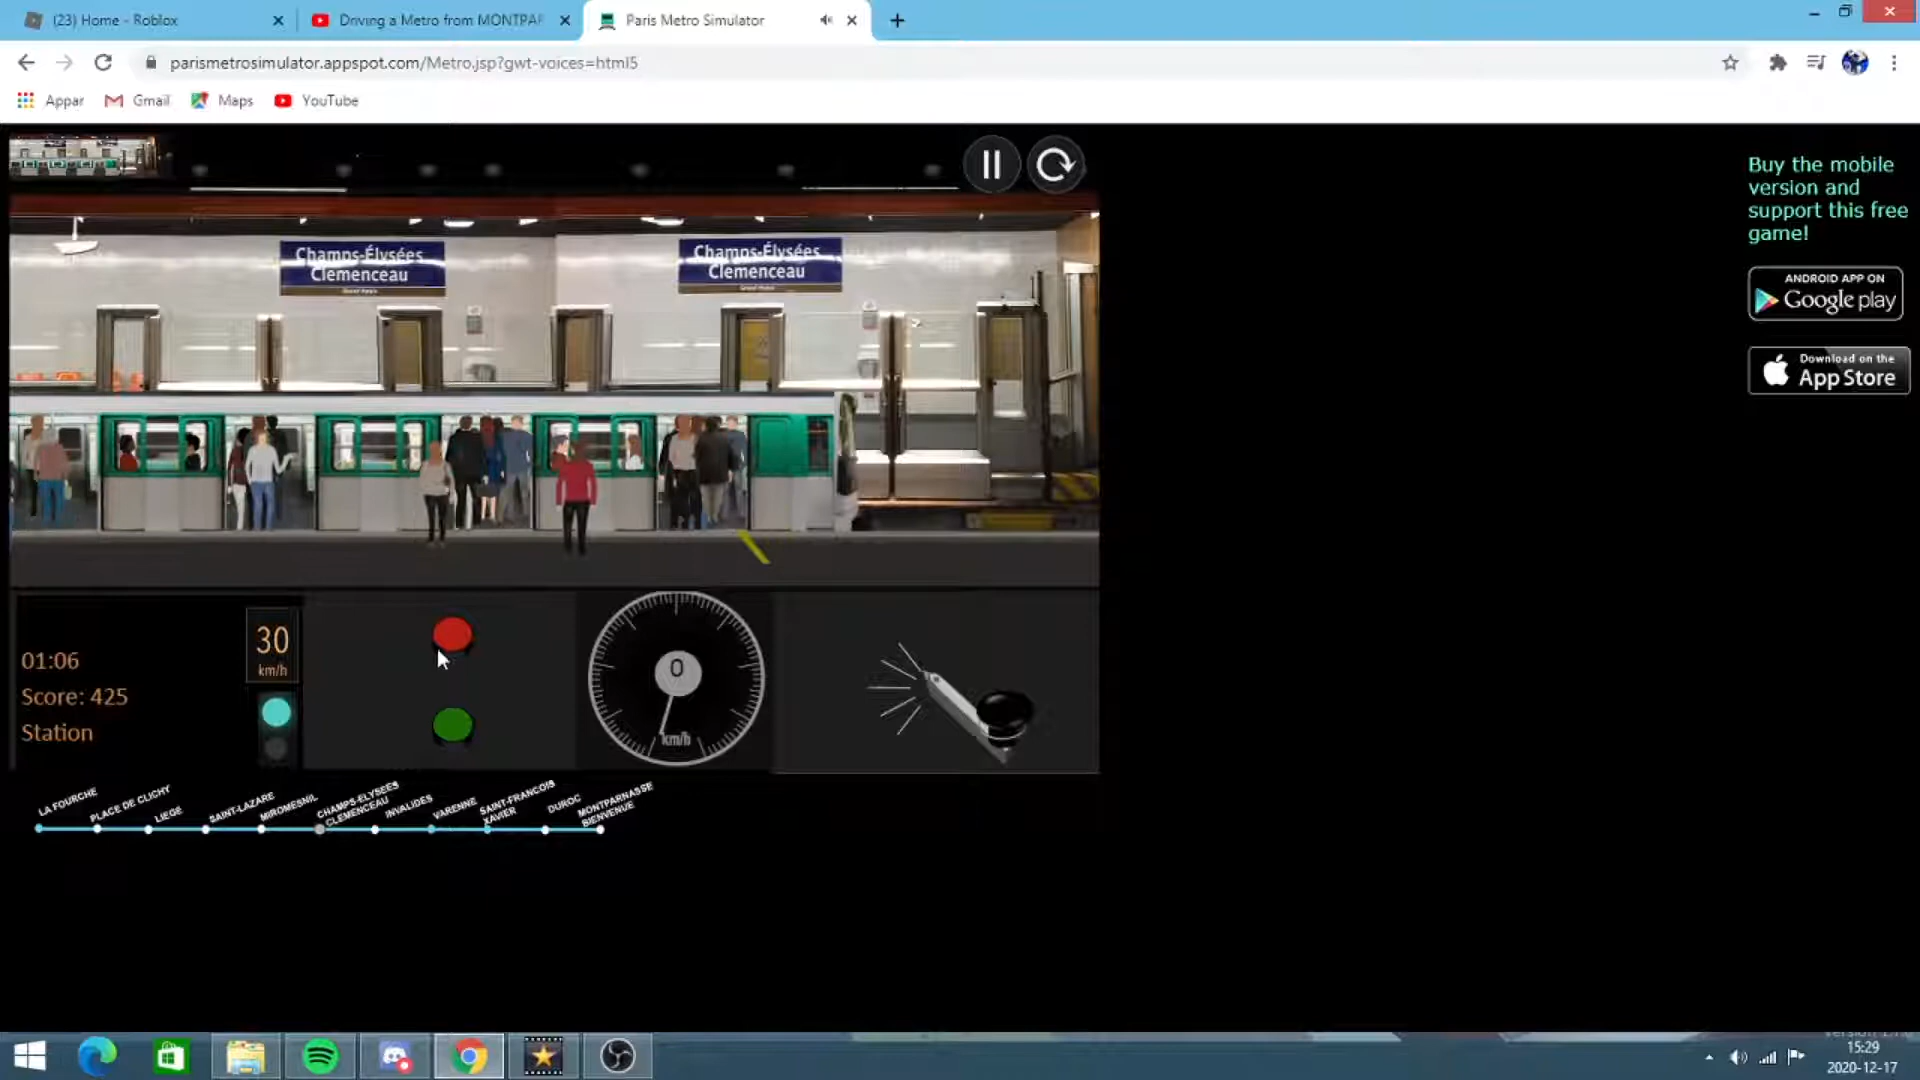 (23) Home - Roblox
Driving a Metro from MONTPAR
Paris Metro Simulator
parismetrosimulator.appspot.com/Metro.jsp?gwt-voices=html5
Appar
Gmail
Maps
YouTube
Buy the mobile
version and
support this free
game!
ANDROID APP ON
Google play
Download on the
App Store
Champs-Élysées
Clemenceau
Grand Palais
Champs-Élysées
Clemenceau
Grand Palais
30
km/h
01:06
Score: 425
Station
0
km/h
LA FOURCHE
PLACE DE CLICHY
LIEGE
SAINT-LAZARE
MIROMESNIL
CHAMPS-ELYSEES
CLEMENCEAU
INVALIDES
VARENNE
SAINT-FRANCOIS
XAVIER
DUROC
MONTPARNASSE
BIENVENUE
15:29
2020-12-17